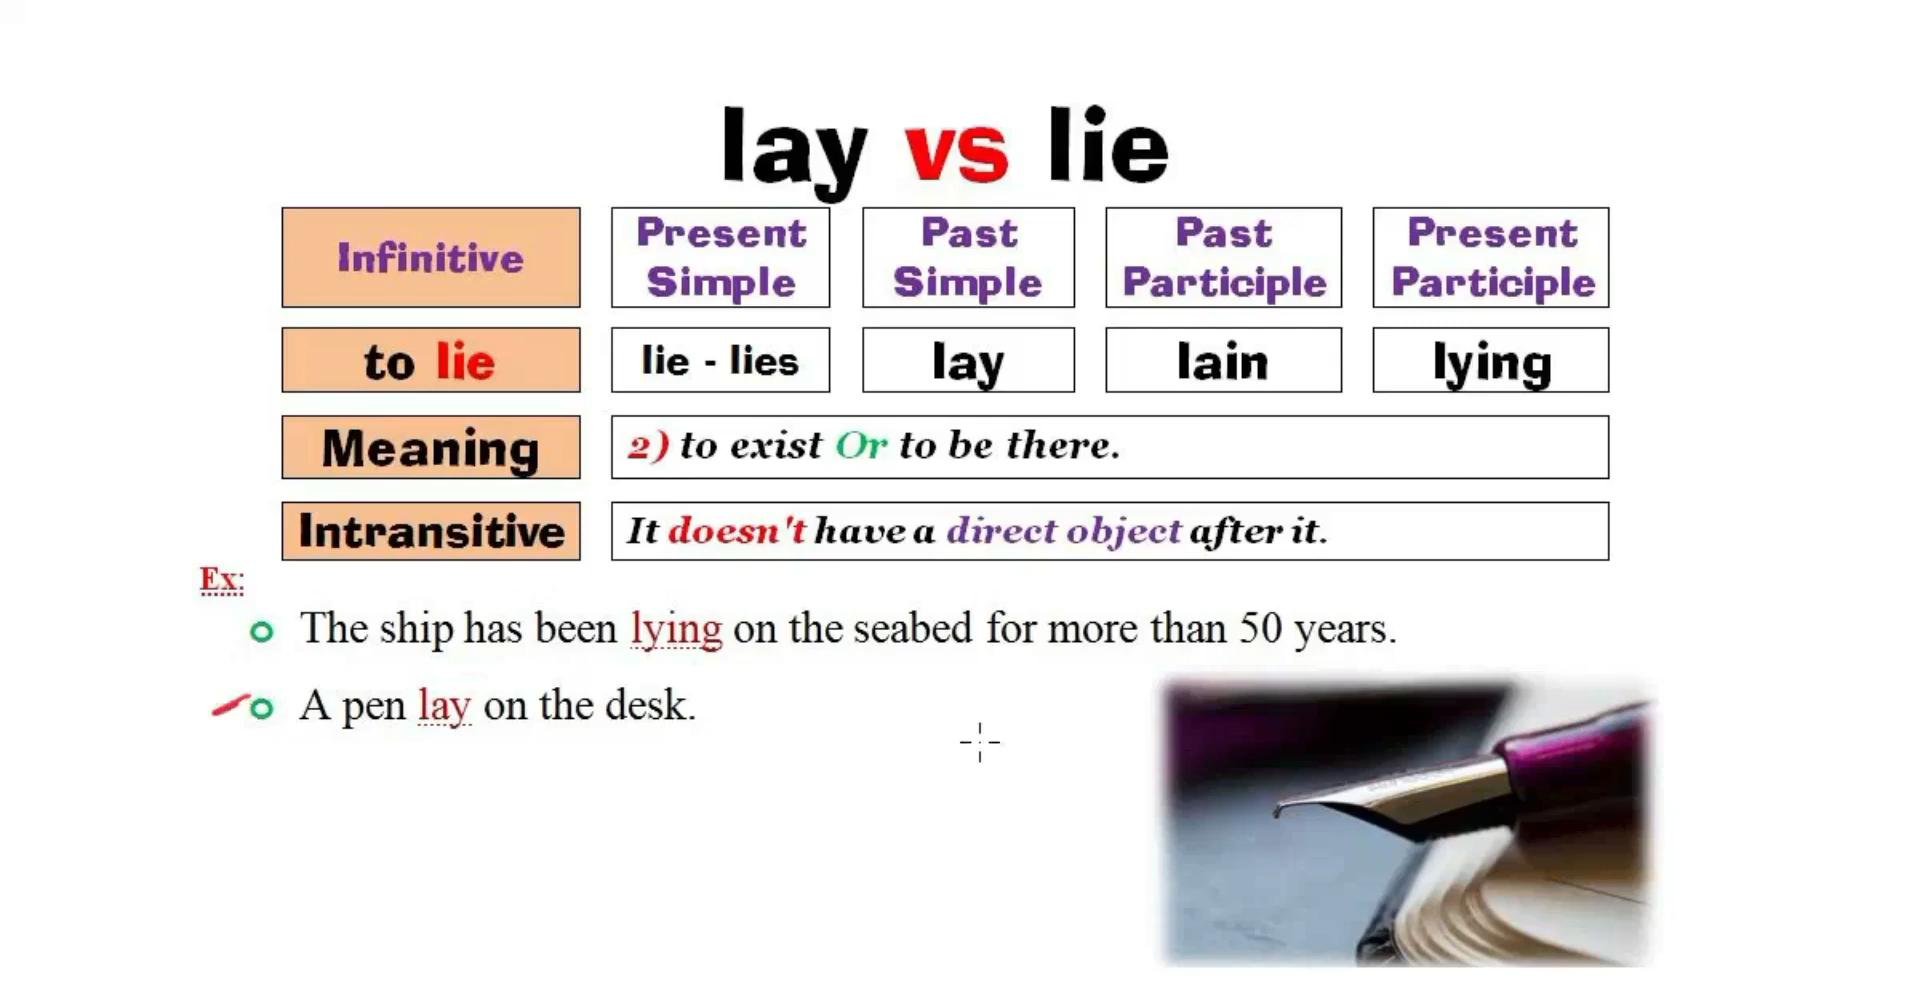 lay vs lie
Infinitive
Present Simple
Past Simple
Past Participle
Present Participle
to lie
lie - lies
lay
lain
lying
Meaning
2) to exist Or to be there.
Intransitive
It doesn't have a direct object after it.
Ex:
The ship has been lying on the seabed for more than 50 years.
A pen lay on the desk.